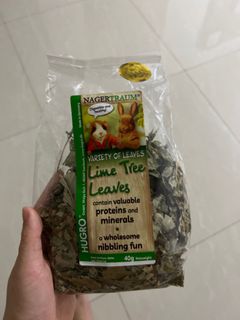 NAGERTRAUM®
VARIETY OF LEAVES
Lime Tree
Leaves
contain valuable
proteins and
minerals
a wholesome
nibbling fun
HUGRO
40g